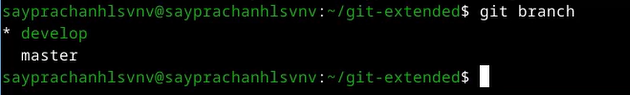 sayprachanhlsvnv@sayprachanhlsvnv:~/git-extended$ git branch
* develop
  master
sayprachanhlsvnv@sayprachanhlsvnv:~/git-extended$